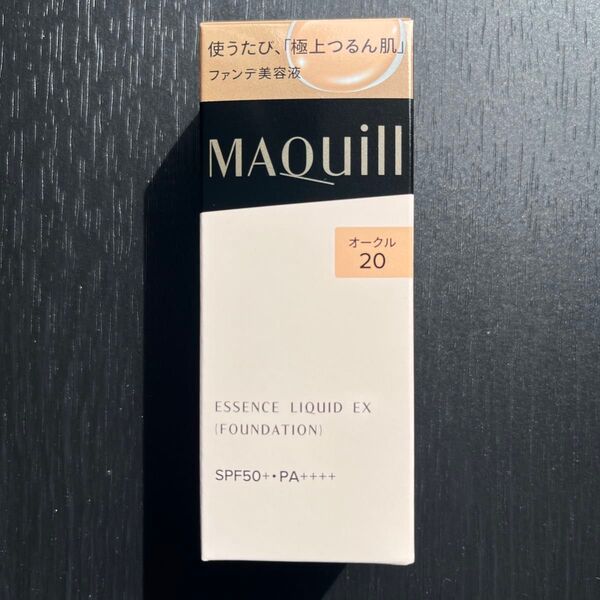 使うたび、「極上つるん肌」
ファンデ美容液
MAQuill
オークル
20
ESSENCE LIQUID EX
(FOUNDATION)
SPF50+・PA++++